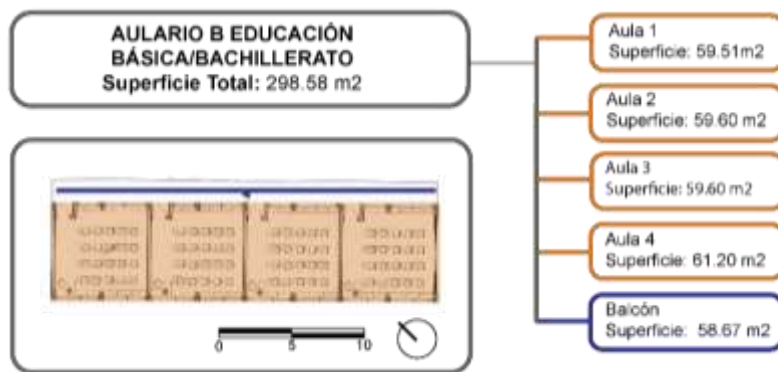 AULARIO B EDUCACIÓN
BÁSICA/BACHILLERATO
Superficie Total: 298.58 m2
Aula 1
Superficie: 59.51m2
Aula 2
Superficie: 59.60 m2
Aula 3
Superficie: 59.60 m2
Aula 4
Superficie: 61.20 m2
Balcón
Superficie: 58.67 m2
0 5 10